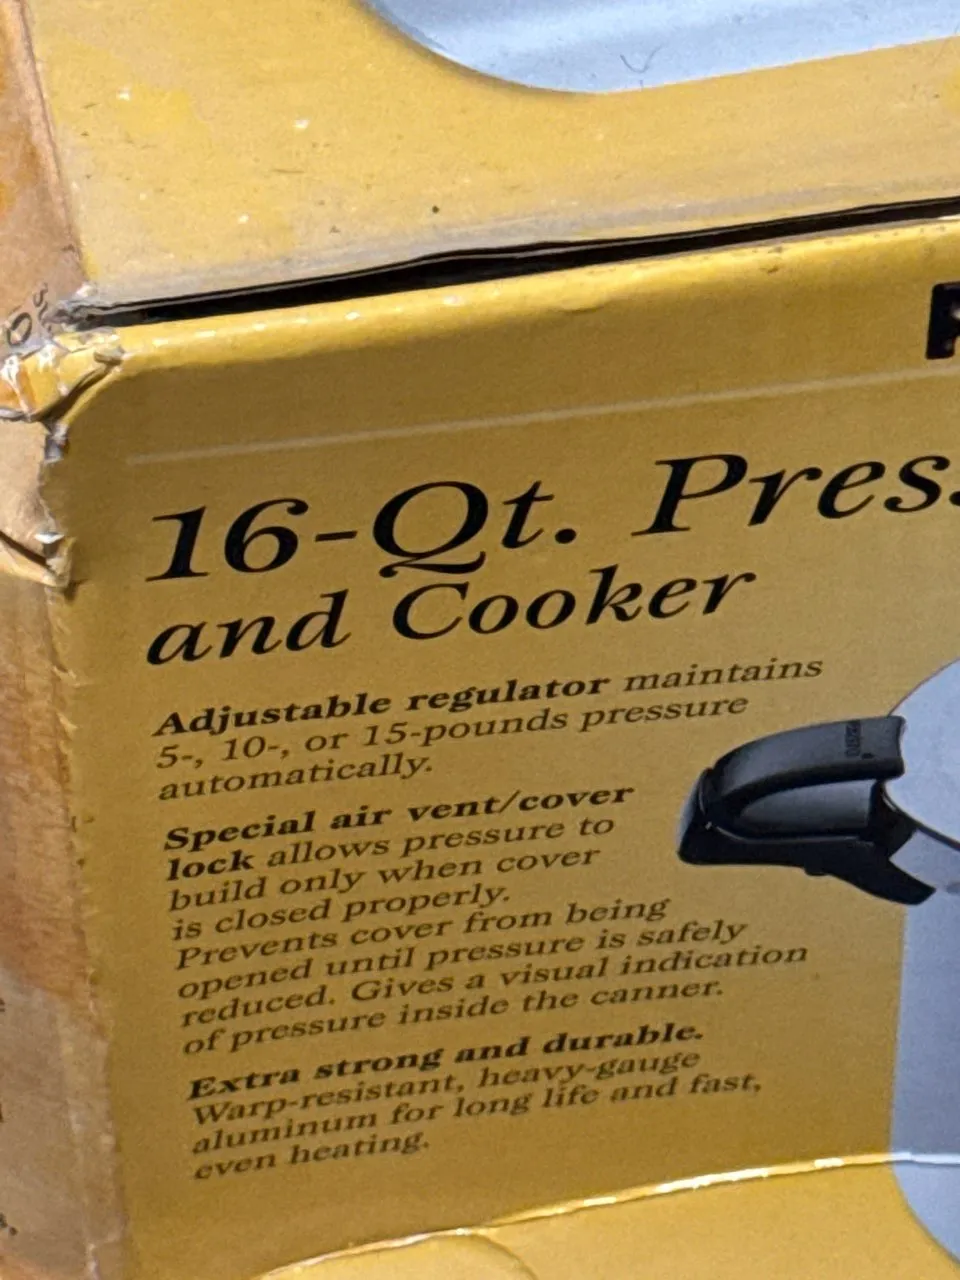 16-Qt. Pres
and Cooker
Adjustable regulator maintains
5-, 10-, or 15-pounds pressure
automatically.
Special air vent/cover
lock allows pressure to
build only when cover
is closed properly.
Prevents cover from being
opened until pressure is safely
reduced. Gives a visual indication
of pressure inside the canner.
Extra strong and durable.
Warp-resistant, heavy-gauge
aluminum for long life and fast,
even heating.